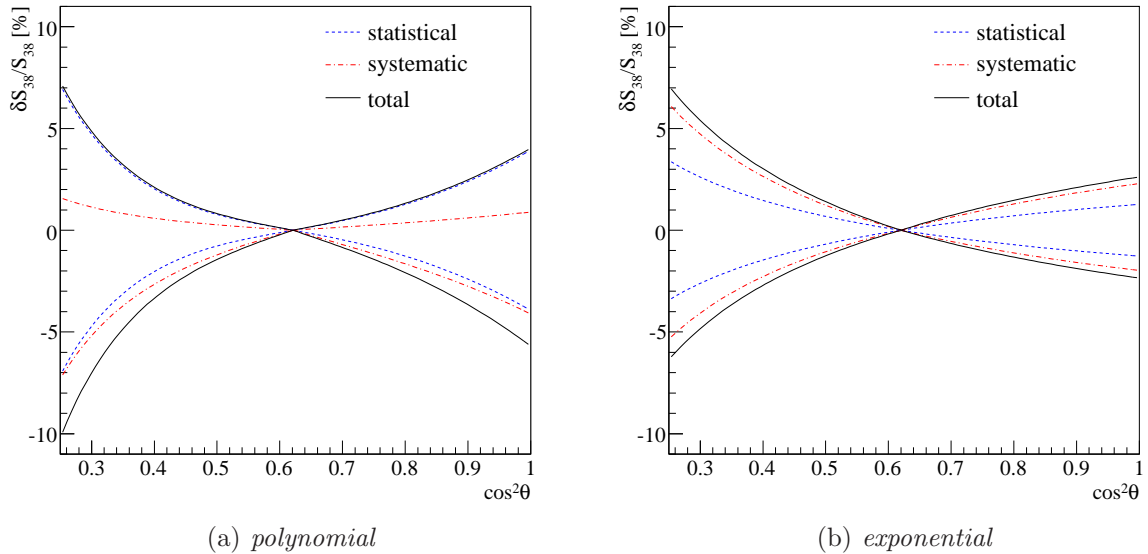 δS38/S38 [%]
10
5
0
-5
-10
statistical
systematic
total
0.3 0.4 0.5 0.6 0.7 0.8 0.9 1
cos²θ
(a) polynomial
δS38/S38 [%]
10
5
0
-5
-10
statistical
systematic
total
0.3 0.4 0.5 0.6 0.7 0.8 0.9 1
cos²θ
(b) exponential